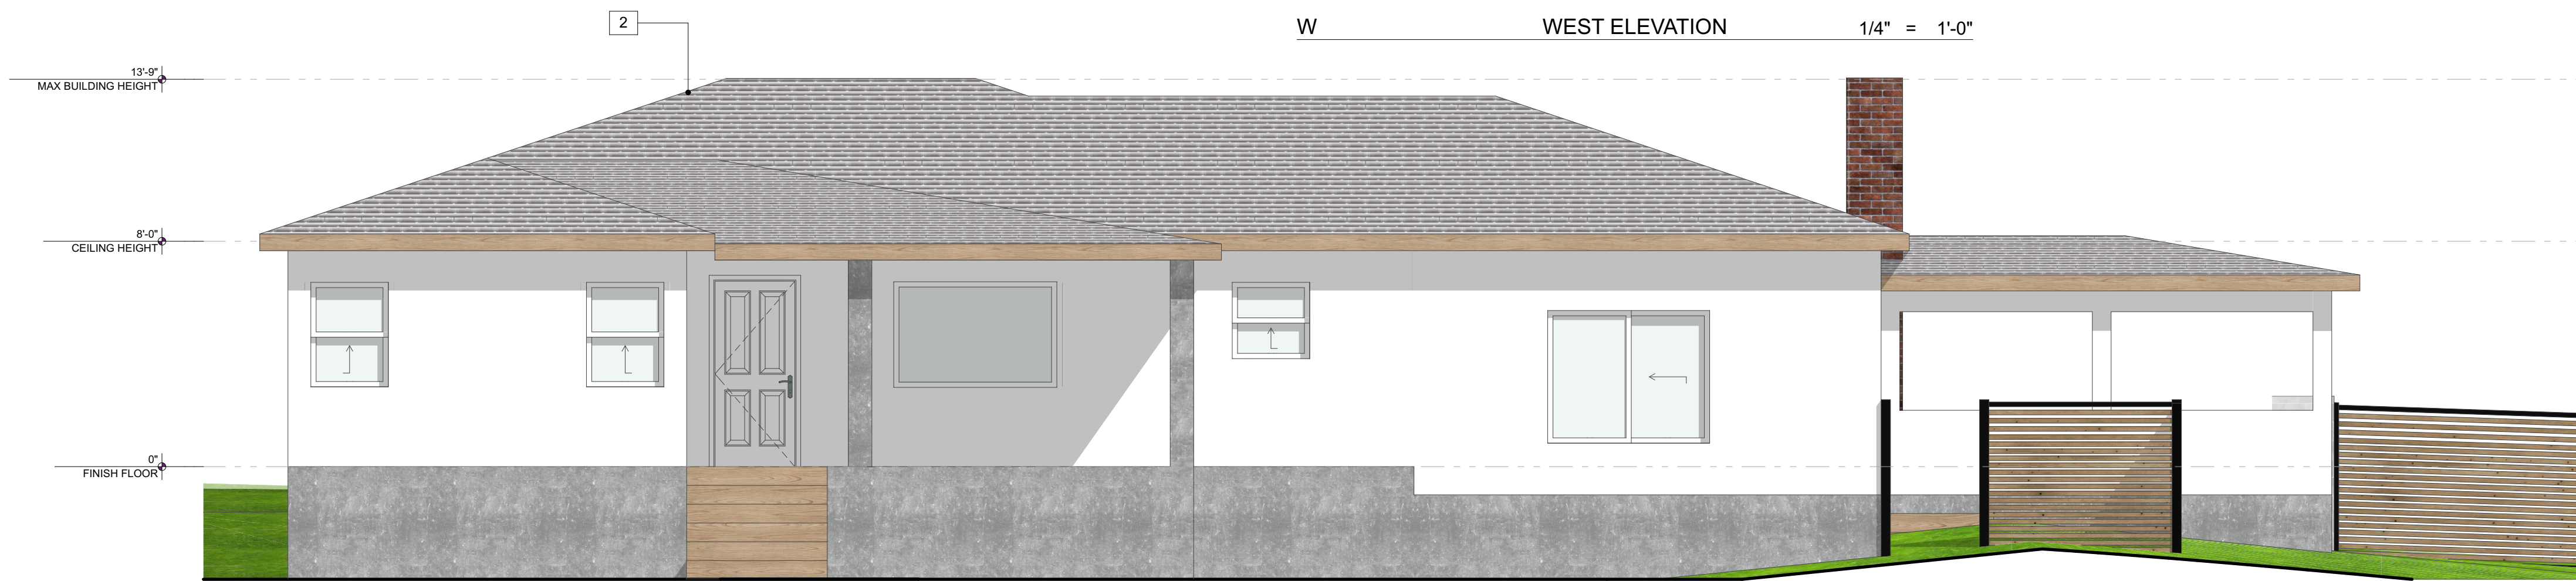 2
W WEST ELEVATION 1/4" = 1'-0"
13'-9"
MAX BUILDING HEIGHT
8'-0"
CEILING HEIGHT
0"
FINISH FLOOR